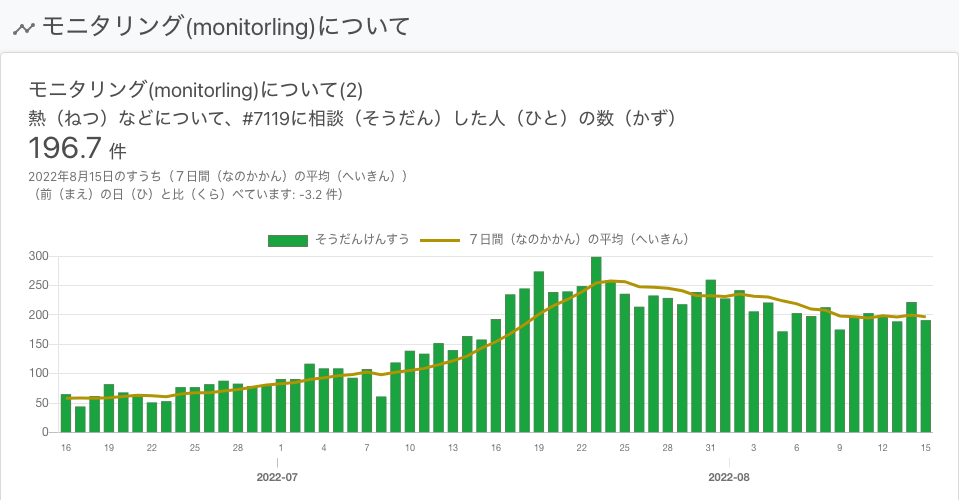 モニタリング(monitorling)について
モニタリング(monitorling)について(2)
熱（ねつ）などについて、#7119に相談（そうだん）した人（ひと）の数（かず）
196.7 件
2022年8月15日のすうち（７日間（なのかかん）の平均（へいきん））
（前（まえ）の日（ひ）と比（くら）べています: -3.2 件）
そうだんけんすう ７日間（なのかかん）の平均（へいきん）
300
250
200
150
100
50
0
16 19 22 25 28 1 4 7 10 13 16 19 22 25 28 31 3 6 9 12 15
2022-07 2022-08